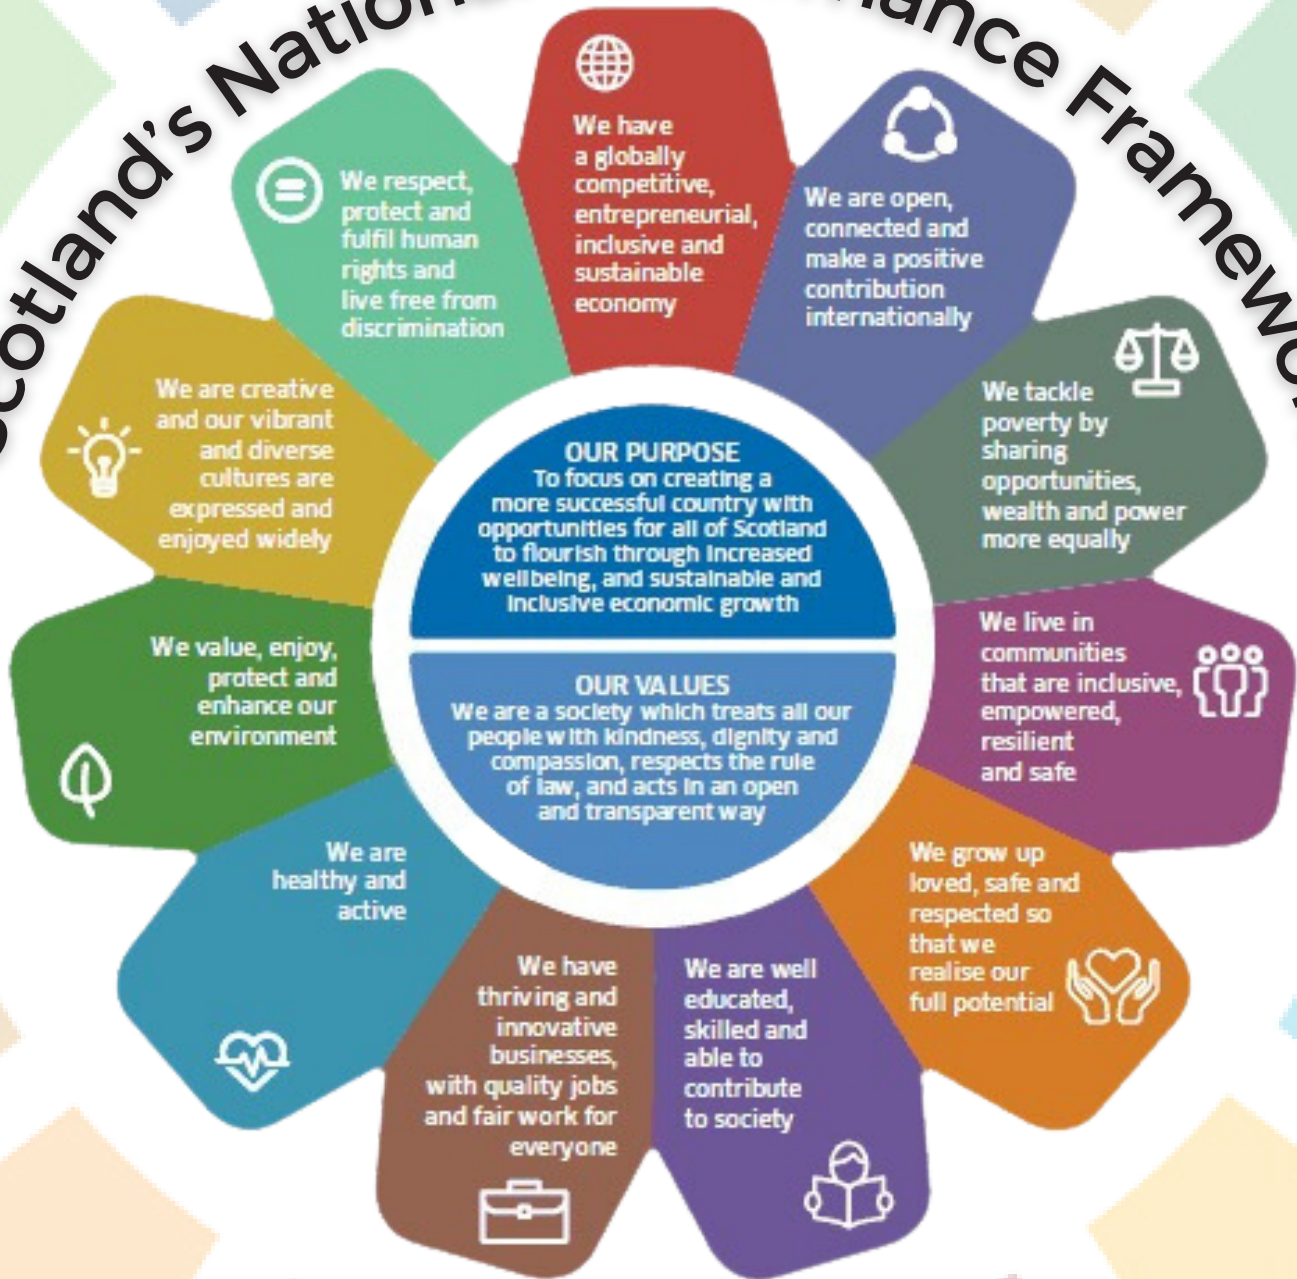 Scotland's
We have
a globally
competitive,
entrepreneurial,
inclusive and
sustainable
economy
We are open,
connected and
make a positive
contribution
internationally
We tackle
poverty by
sharing
opportunities,
wealth and power
more equally
We live in
communities
that are inclusive,
empowered,
resilient
and safe
We grow up
loved, safe and
respected so
that we
realise our
full potential
We are well
educated,
skilled and
able to
contribute
to society
We have
thriving and
innovative
businesses,
with quality jobs
and fair work for
everyone
We are
healthy and
active
We value, enjoy,
protect and
enhance our
environment
We are creative
and our vibrant
and diverse
cultures are
expressed and
enjoyed widely
We respect,
protect and
fulfil human
rights and
live free from
discrimination
OUR PURPOSE
To focus on creating a
more successful country with
opportunities for all of Scotland
to flourish through increased
wellbeing, and sustainable and
inclusive economic growth
OUR VALUES
We are a society which treats all our
people with kindness, dignity and
compassion, respects the rule
of law, and acts in an open
and transparent way